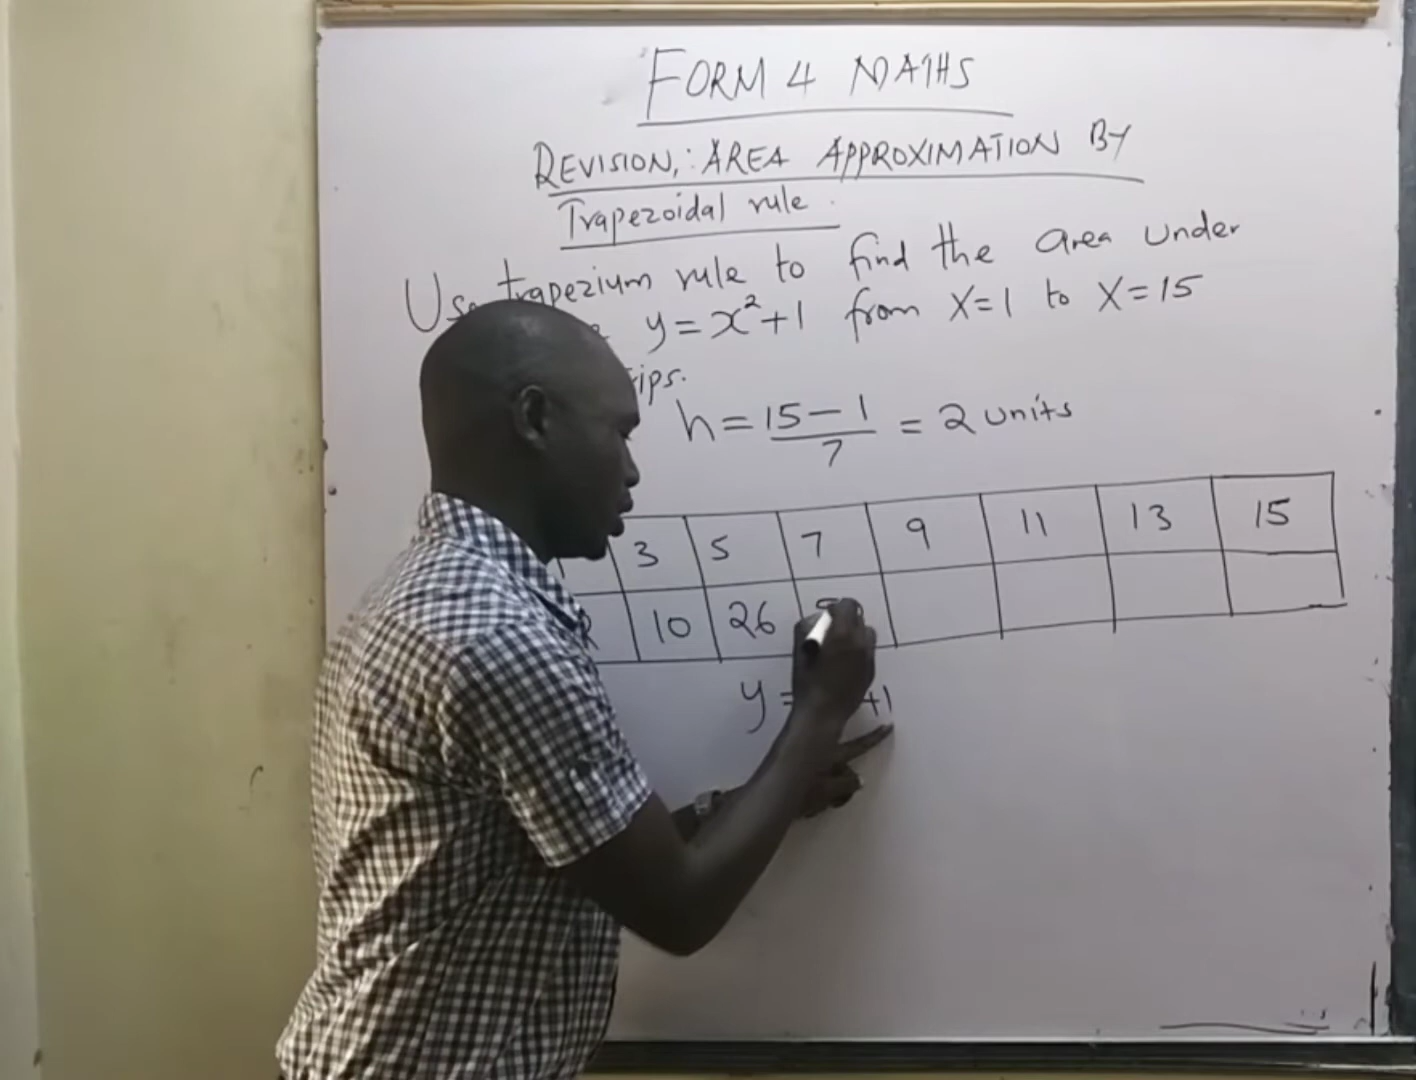 FORM 4 MATHS
REVISION: AREA APPROXIMATION BY
Trapezoidal rule.
Use trapezium rule to find the area under
y = x²+1 from X=1 to X=15
h = 15-1/7 = 2 units
3 5 7 9 11 13 15
10 26
y = +1